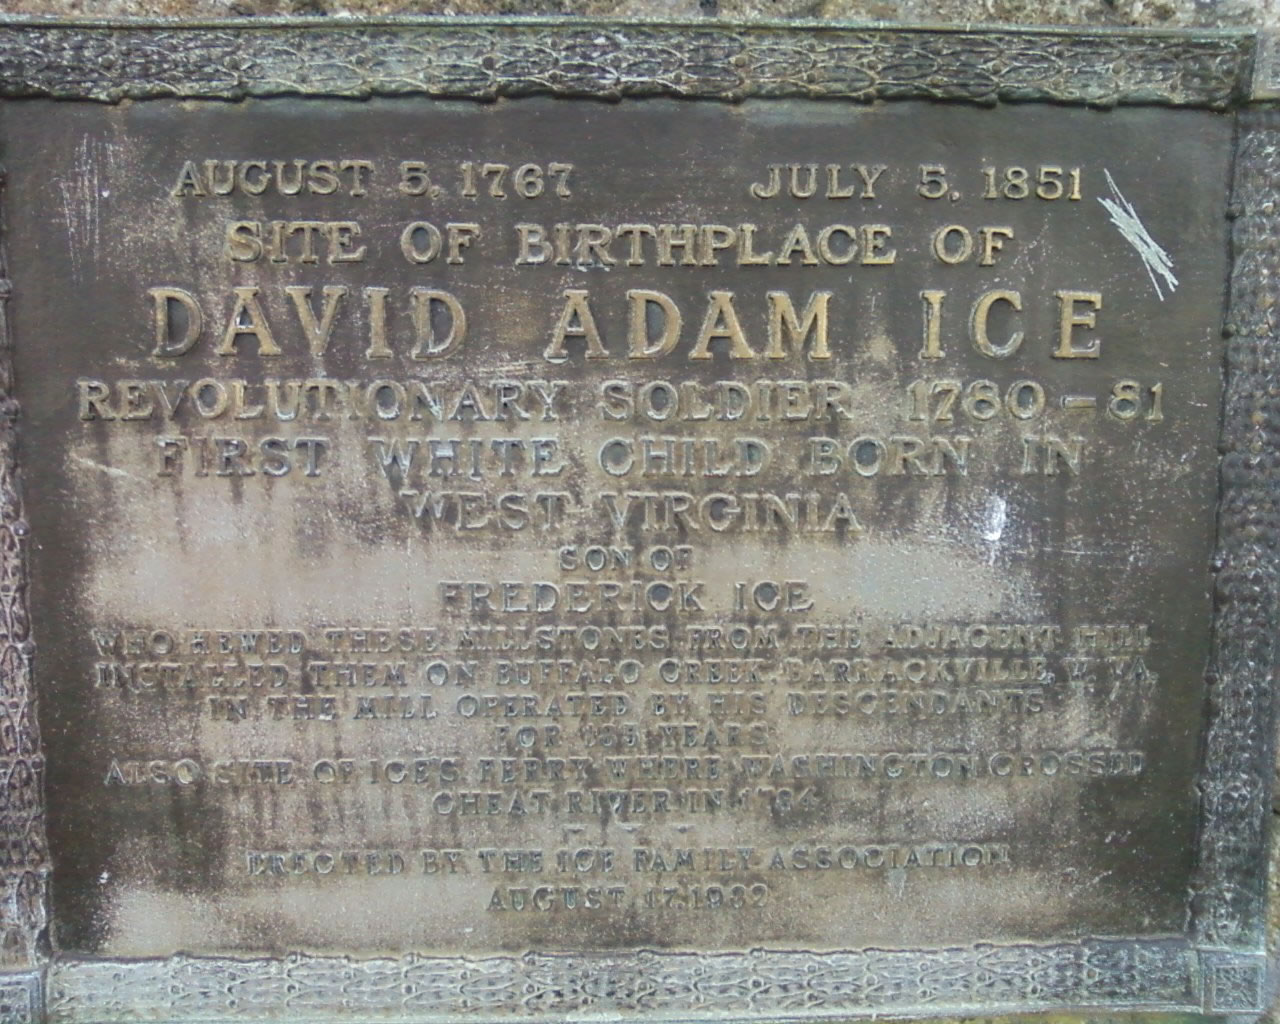 AUGUST 5, 1767 JULY 5, 1851
SITE OF BIRTHPLACE OF
DAVID ADAM ICE
REVOLUTIONARY SOLDIER 1780-81
FIRST WHITE CHILD BORN IN
WEST VIRGINIA
SON OF
FREDERICK ICE
WHO HEWED THESE MILLSTONES FROM THE ADJACENT HILL
INSTALLED THEM ON BUFFALO CREEK, BARRACKVILLE, W. VA.
IN THE MILL OPERATED BY HIS DESCENDANTS
FOR YEARS
ALSO SITE OF ICE'S FERRY WHERE WASHINGTON CROSSED
CHEAT RIVER IN 1784
ERECTED BY THE ICE FAMILY ASSOCIATION
AUGUST 17, 1932